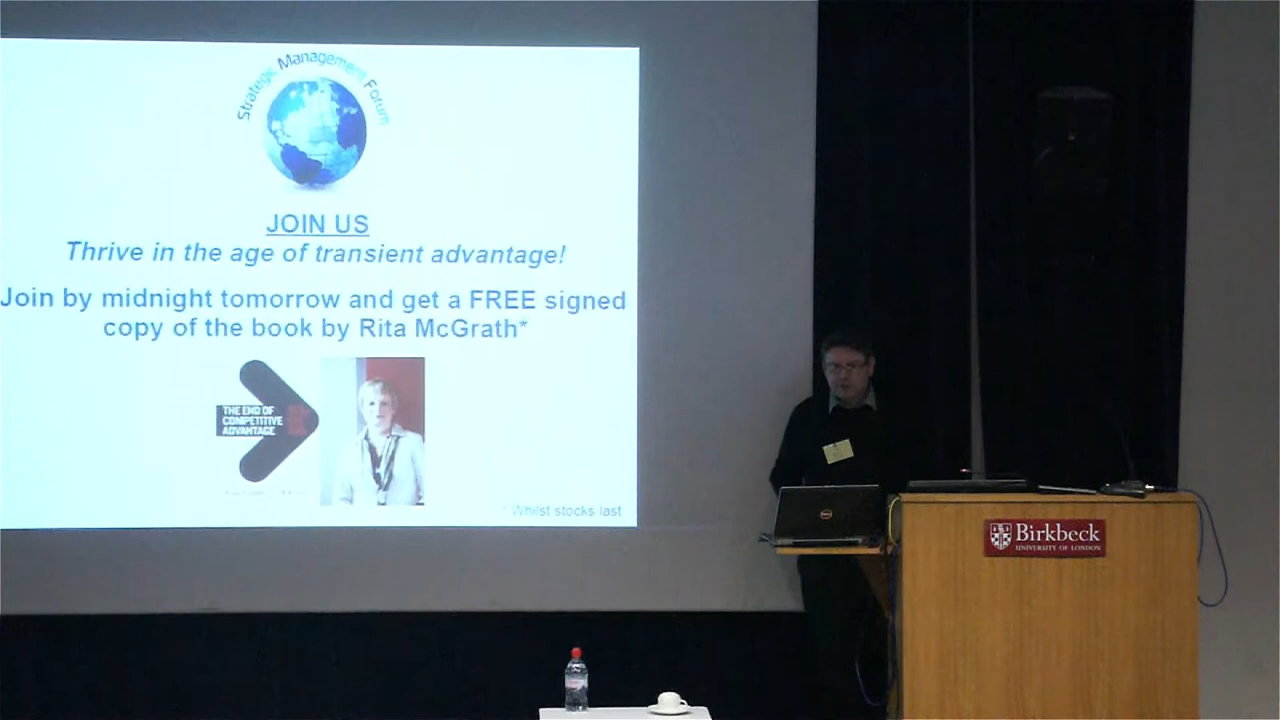 Strategic Management Forum
JOIN US
Thrive in the age of transient advantage!
Join by midnight tomorrow and get a FREE signed
copy of the book by Rita McGrath*
THE END OF
COMPETITIVE
ADVANTAGE
* Whilst stocks last
Birkbeck
UNIVERSITY OF LONDON
DELL